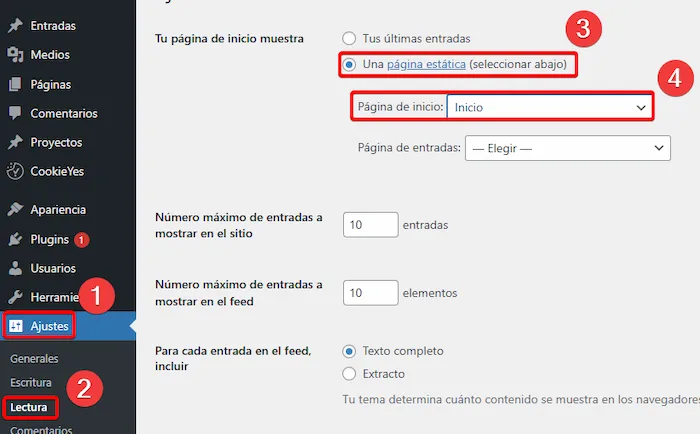 Entradas
Medios
Páginas
Comentarios
Proyectos
CookieYes
Apariencia
Plugins 1
Usuarios
Herramie
1
Ajustes
Generales
Escritura
2
Lectura
Comentarios
Tu página de inicio muestra
Tus últimas entradas
3
Una página estática (seleccionar abajo)
4
Página de inicio: Inicio
Página de entradas: — Elegir —
Número máximo de entradas a
mostrar en el sitio
10 entradas
Número máximo de entradas a
mostrar en el feed
10 elementos
Para cada entrada en el feed,
incluir
Texto completo
Extracto
Tu tema determina cuánto contenido se muestra en los navegadores